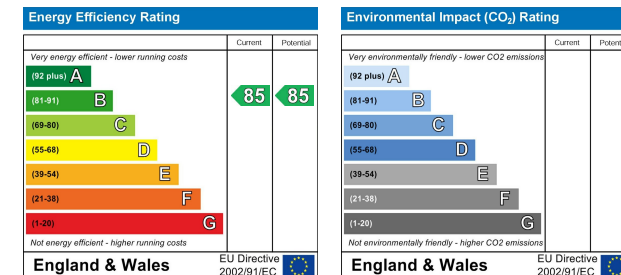 Energy Efficiency Rating
Current Potential
Very energy efficient - lower running costs
(92 plus) A
(81-91) B
85 85
(69-80) C
(55-68) D
(39-54) E
(21-38) F
(1-20) G
Not energy efficient - higher running costs
England & Wales
EU Directive
2002/91/EC
Environmental Impact (CO₂) Rating
Current Potent
Very environmentally friendly - lower CO2 emissions
(92 plus) A
(81-91) B
(69-80) C
(55-68) D
(39-54) E
(21-38) F
(1-20) G
Not environmentally friendly - higher CO2 emissions
England & Wales
EU Directive
2002/91/EC